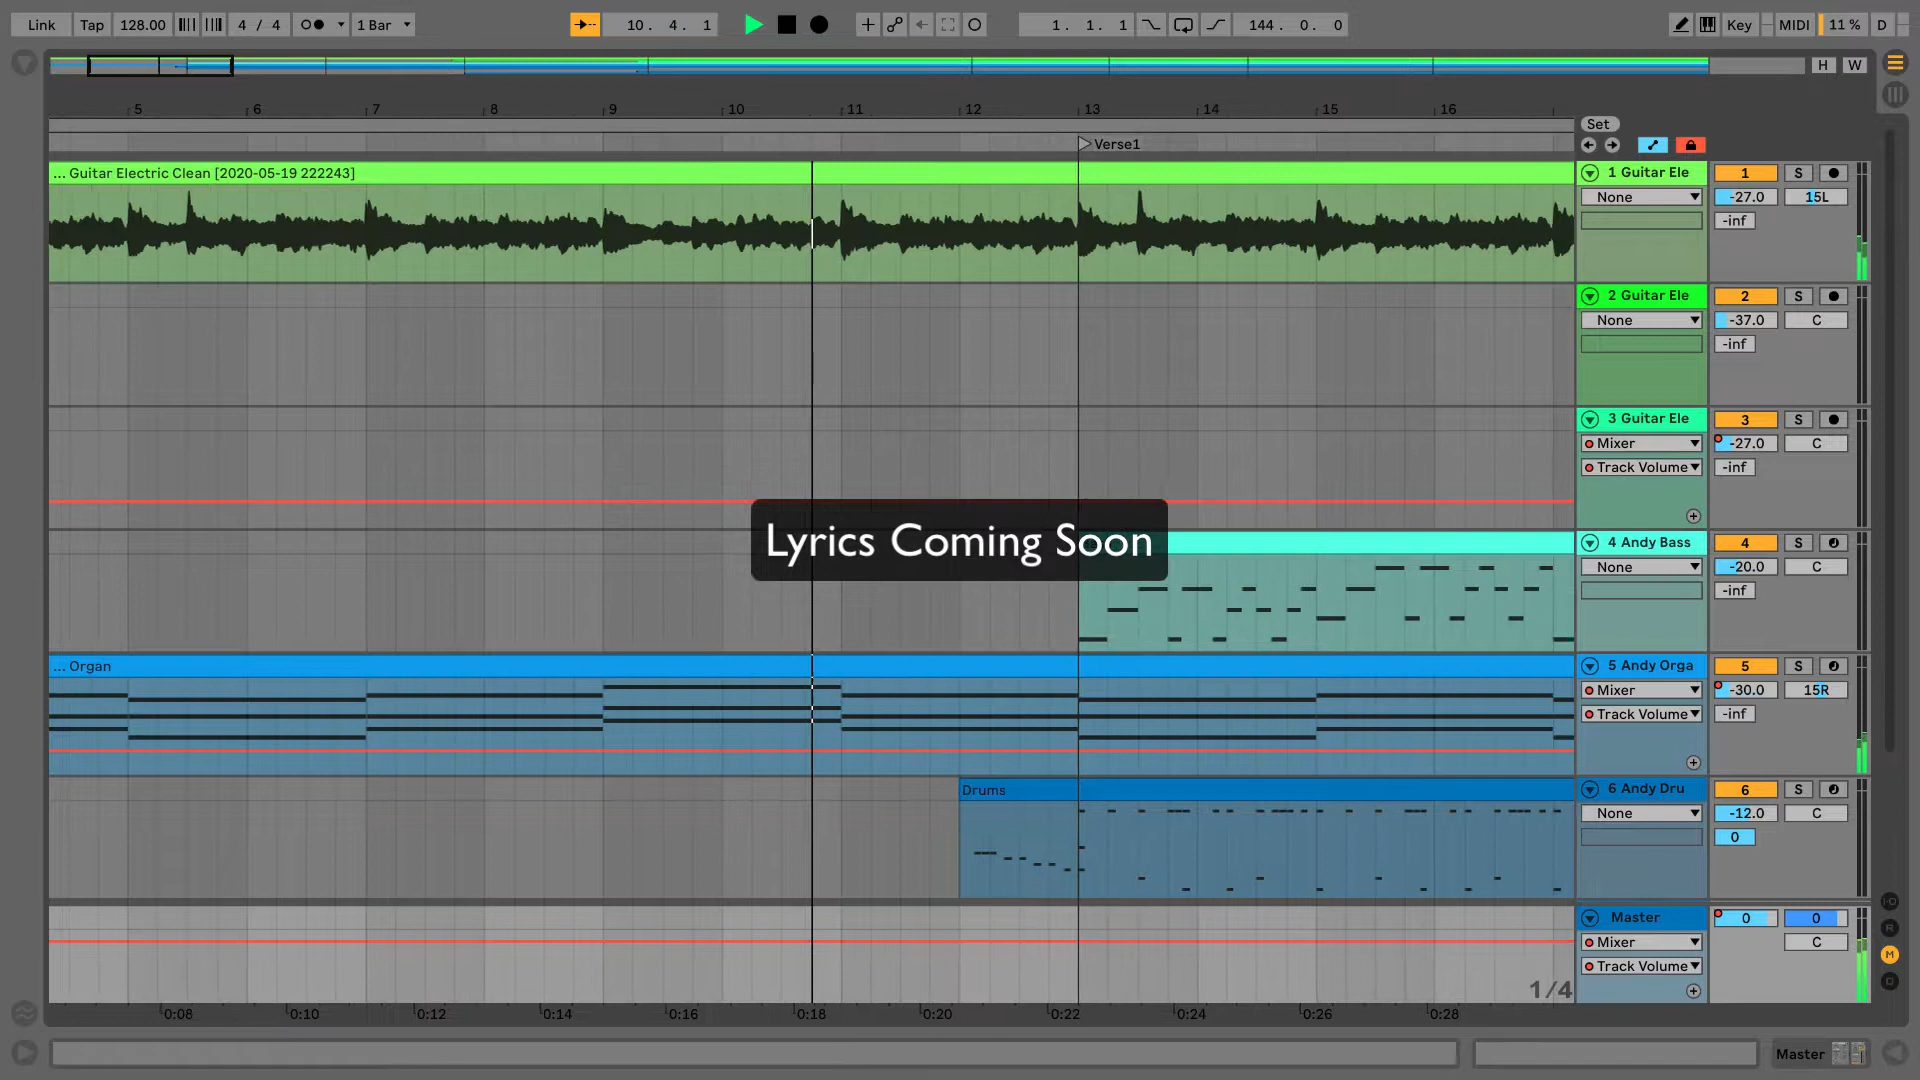 Link Tap 128.00 4 / 4 1 Bar 10. 4. 1 1. 1. 1 144. 0. 0 Key MIDI 11 % D
H W
5 6 7 8 9 10 11 12 13 14 15 16
Set
Verse1
... Guitar Electric Clean [2020-05-19 222243] 1 Guitar Ele 1 S
None -27.0 15L
-inf
2 Guitar Ele 2 S
None -37.0 C
-inf
3 Guitar Ele 3 S
Mixer -27.0 C
Track Volume -inf
Lyrics Coming Soon
4 Andy Bass 4 S
None -20.0 C
-inf
... Organ 5 Andy Orga 5 S
Mixer -30.0 15R
Track Volume -inf
Drums 6 Andy Dru 6 S
None -12.0 C
0
Master 0 0
Mixer C
Track Volume
1/4
0:08 0:10 0:12 0:14 0:16 0:18 0:20 0:22 0:24 0:26 0:28
Master